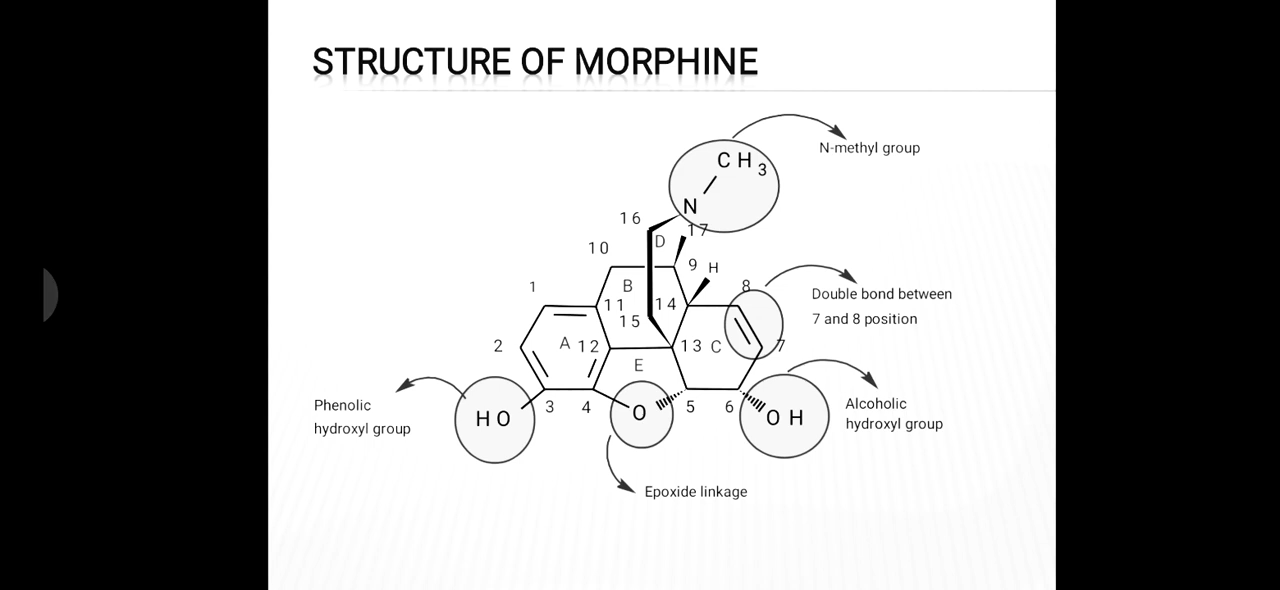 STRUCTURE OF MORPHINE
CH3
N-methyl group
N
16
17
D
10
9
H
8
1
B
Double bond between
7 and 8 position
11
14
15
2
A
12
13
C
7
E
Phenolic
hydroxyl group
HO
3
4
O
5
6
OH
Alcoholic
hydroxyl group
Epoxide linkage